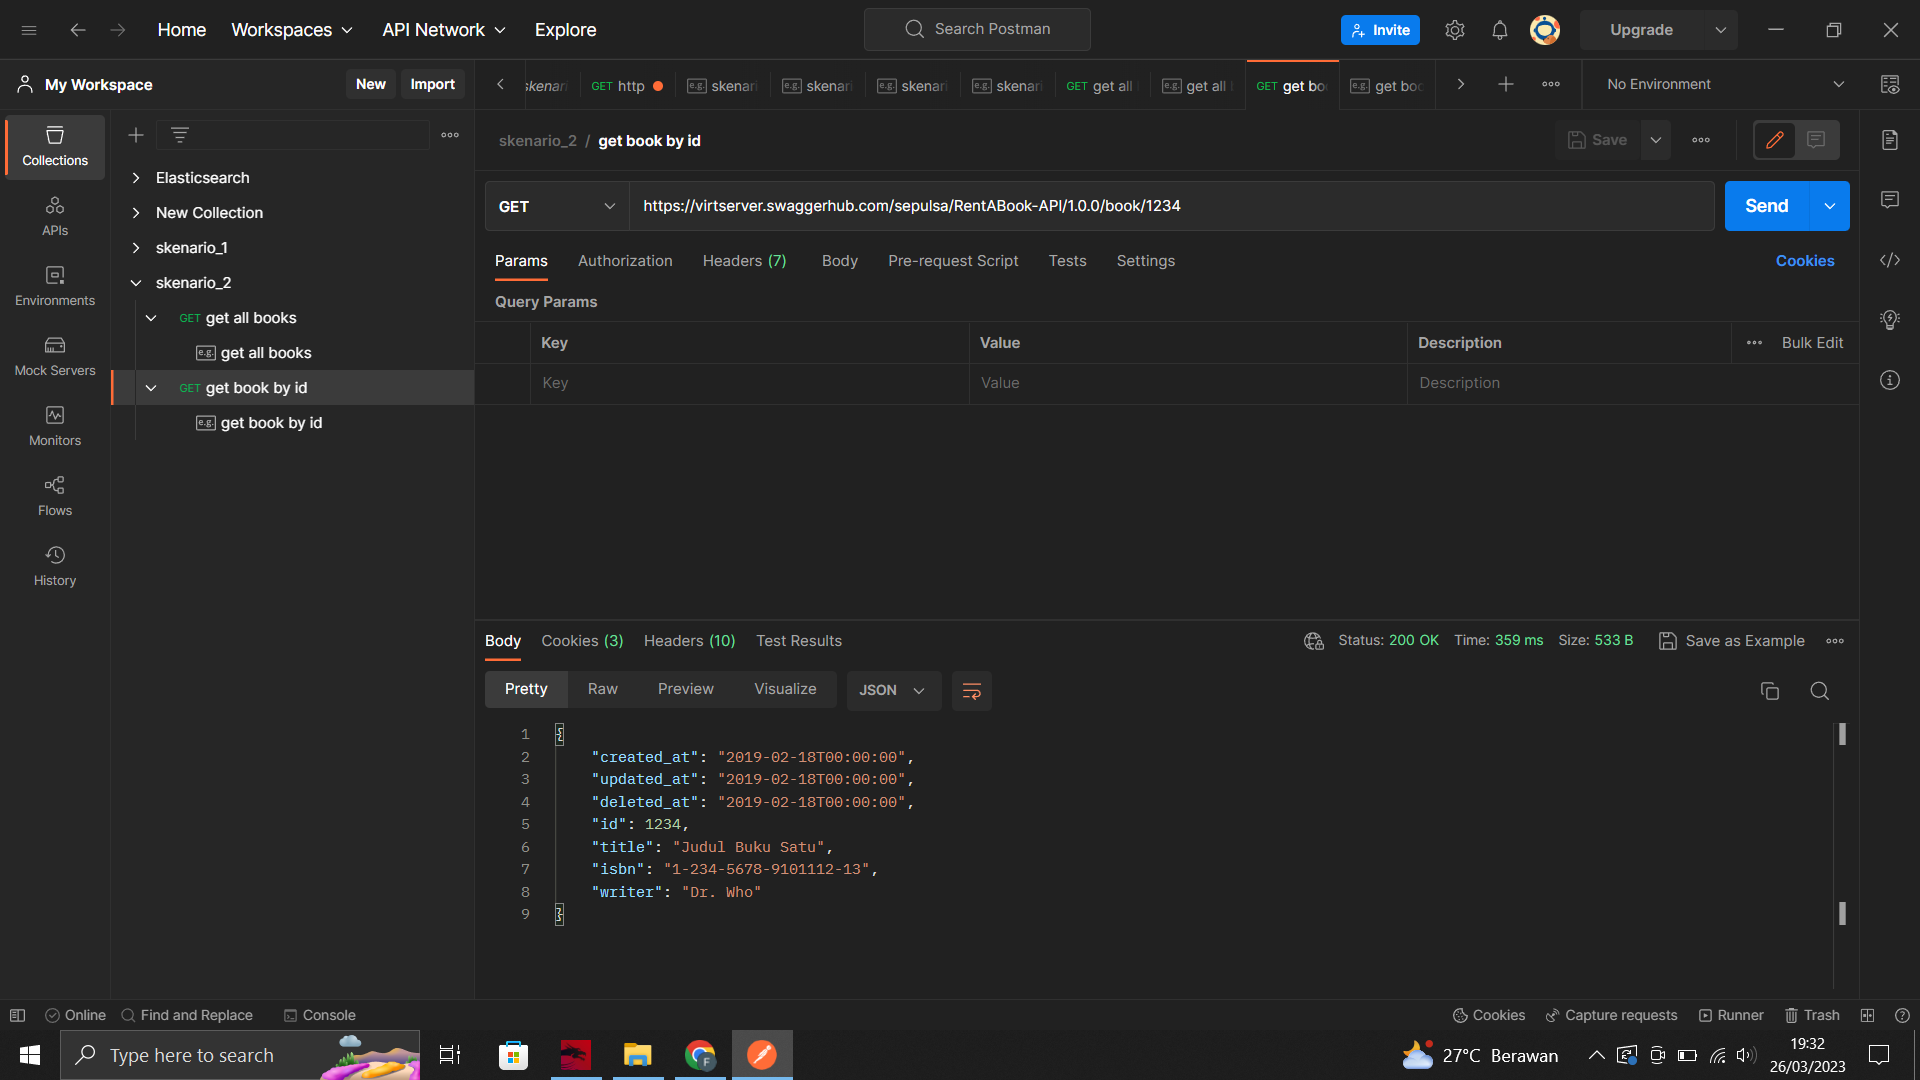 Home Workspaces API Network Explore Search Postman Invite Upgrade
My Workspace New Import
skenari GET http e.g. skenari e.g. skenari e.g. skenari e.g. skenari GET get all e.g. get all GET get bo e.g. get boo No Environment
Collections
APIs
Environments
Mock Servers
Monitors
Flows
History
Elasticsearch
New Collection
skenario_1
skenario_2
GET get all books
e.g. get all books
GET get book by id
e.g. get book by id
skenario_2 / get book by id Save
GET https://virtserver.swaggerhub.com/sepulsa/RentABook-API/1.0.0/book/1234 Send
Params Authorization Headers (7) Body Pre-request Script Tests Settings Cookies
Query Params
Key Value Description Bulk Edit
Key Value Description
Body Cookies (3) Headers (10) Test Results Status: 200 OK Time: 359 ms Size: 533 B Save as Example
Pretty Raw Preview Visualize JSON
1 {
2 "created_at": "2019-02-18T00:00:00",
3 "updated_at": "2019-02-18T00:00:00",
4 "deleted_at": "2019-02-18T00:00:00",
5 "id": 1234,
6 "title": "Judul Buku Satu",
7 "isbn": "1-234-5678-9101112-13",
8 "writer": "Dr. Who"
9 }
Online Find and Replace Console Cookies Capture requests Runner Trash
Type here to search F 27°C Berawan 19:32
26/03/2023